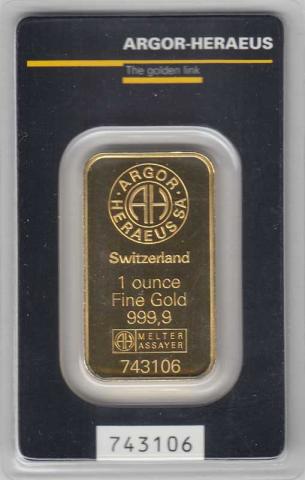 ARGOR-HERAEUS
The golden link
·ARGOR·
HERAEUS SA
AH
Switzerland
1 ounce
Fine Gold
999,9
AH MELTER
ASSAYER
743106
743106